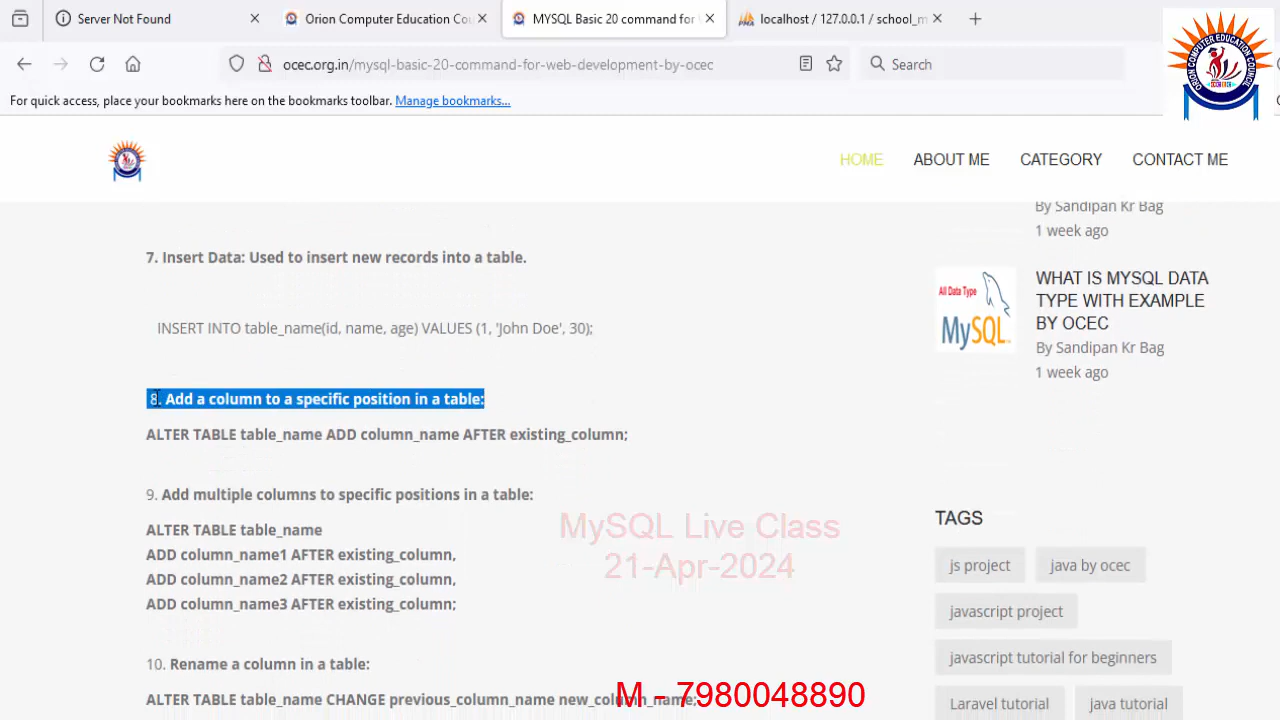 Server Not Found
Orion Computer Education Cou
MYSQL Basic 20 command for
localhost / 127.0.0.1 / school_m
ocec.org.in/mysql-basic-20-command-for-web-development-by-ocec
Search
For quick access, place your bookmarks here on the bookmarks toolbar. Manage bookmarks...
ORION COMPUTER EDUCATION COUNCIL
HOME
ABOUT ME
CATEGORY
CONTACT ME
By Sandipan Kr Bag
1 week ago
7. Insert Data: Used to insert new records into a table.
INSERT INTO table_name(id, name, age) VALUES (1, 'John Doe', 30);
8. Add a column to a specific position in a table:
ALTER TABLE table_name ADD column_name AFTER existing_column;
9. Add multiple columns to specific positions in a table:
ALTER TABLE table_name
ADD column_name1 AFTER existing_column,
ADD column_name2 AFTER existing_column,
ADD column_name3 AFTER existing_column;
10. Rename a column in a table:
ALTER TABLE table_name CHANGE previous_column_name new_column_name;
All Data Type
MySQL
WHAT IS MYSQL DATA
TYPE WITH EXAMPLE
BY OCEC
By Sandipan Kr Bag
1 week ago
TAGS
js project
java by ocec
javascript project
javascript tutorial for beginners
Laravel tutorial
java tutorial
MySQL Live Class
21-Apr-2024
M - 7980048890